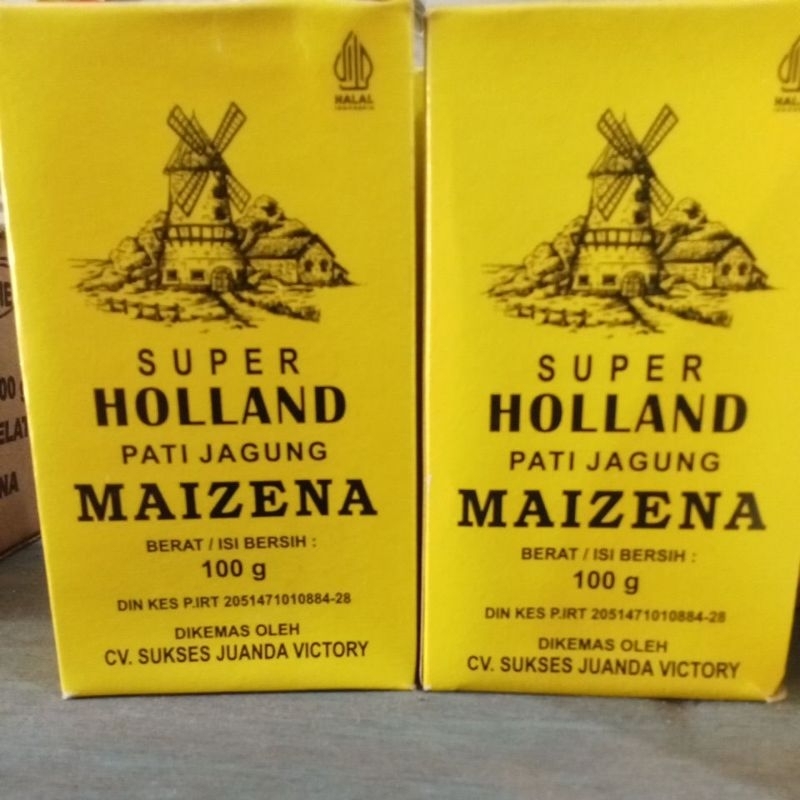 HALAL
INDONESIA
SUPER
HOLLAND
PATI JAGUNG
MAIZENA
BERAT / ISI BERSIH :
100 g
DIN KES P.IRT 2051471010884-28
DIKEMAS OLEH
CV. SUKSES JUANDA VICTORY
HALAL
SUPER
HOLLAND
PATI JAGUNG
MAIZENA
BERAT / ISI BERSIH :
100 g
DIN KES P.IRT 2051471010884-28
DIKEMAS OLEH
CV. SUKSES JUANDA VICTORY